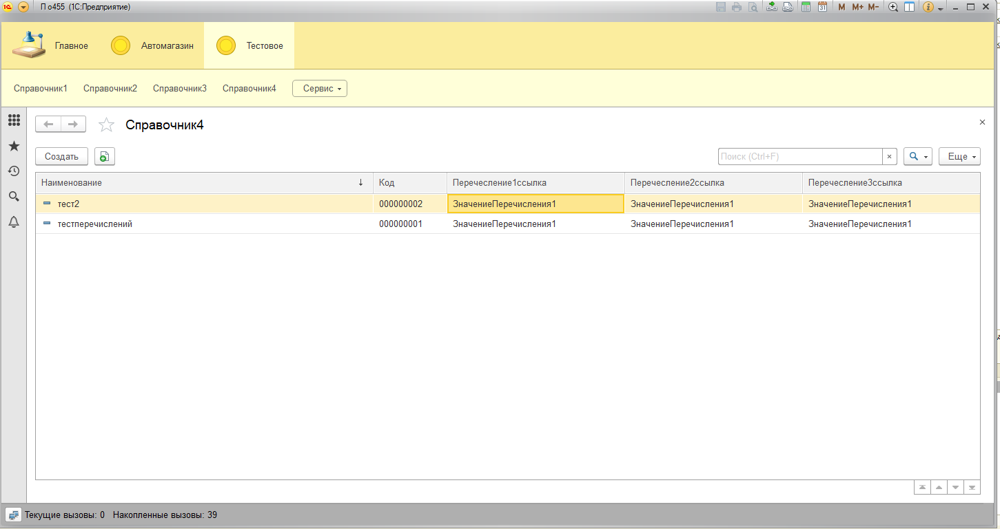 П о455 (1С:Предприятие)
31 M M+ M-
Главное Автомагазин Тестовое
Справочник1 Справочник2 Справочник3 Справочник4 Сервис
Справочник4
Создать Поиск (Ctrl+F) Еще
Наименование Код Перечесление1ссылка Перечесление2ссылка Перечесление3ссылка
тест2 000000002 ЗначениеПеречисления1 ЗначениеПеречисления1 ЗначениеПеречисления1
тестперечислений 000000001 ЗначениеПеречисления1 ЗначениеПеречисления1 ЗначениеПеречисления1
Текущие вызовы: 0 Накопленные вызовы: 39